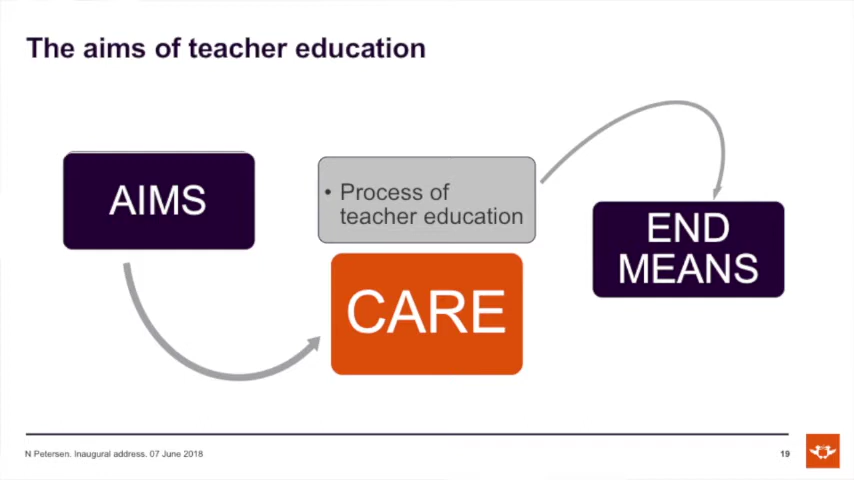 The aims of teacher education
AIMS
• Process of
teacher education
CARE
END
MEANS
N Petersen. Inaugural address. 07 June 2018
19